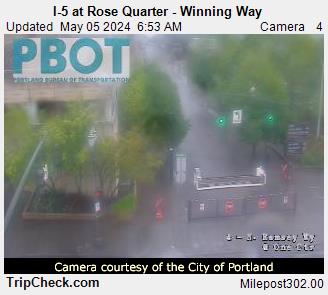 I-5 at Rose Quarter - Winning Way
Updated May 05 2024 6:53 AM Camera 4
PBOT
PORTLAND BUREAU OF TRANSPORTATION
Camera courtesy of the City of Portland
TripCheck.com Milepost302.00